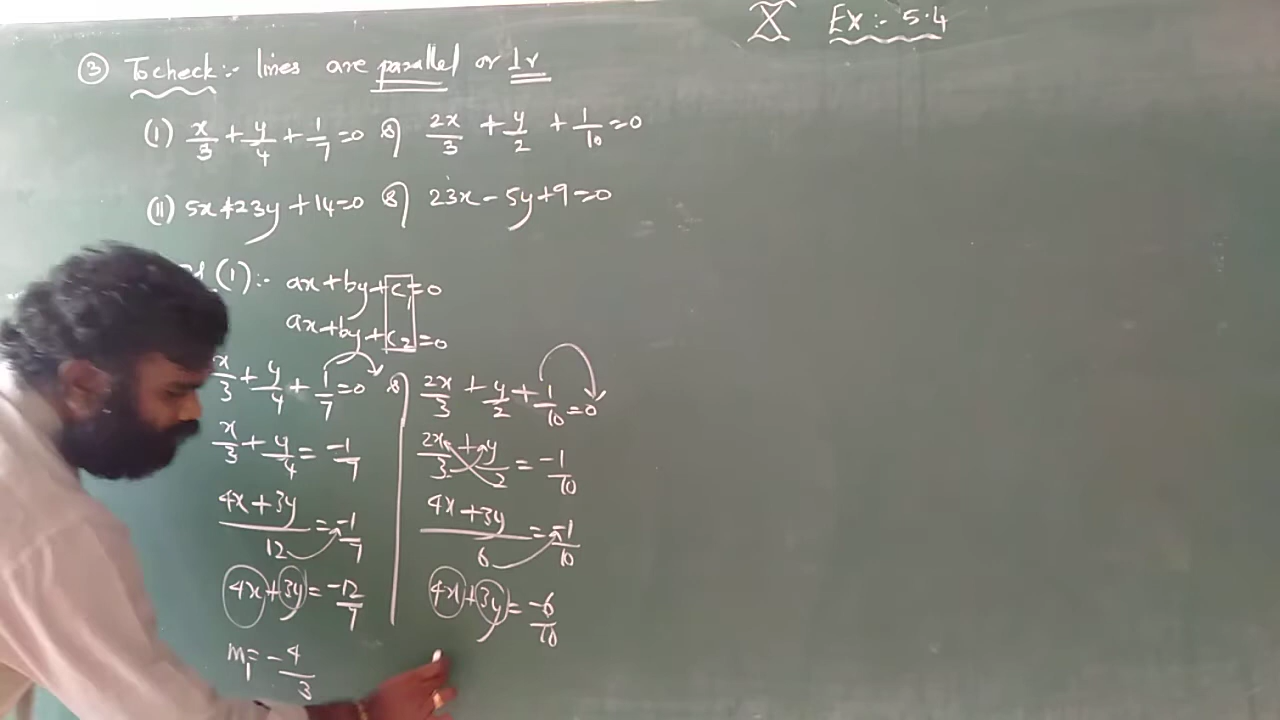 X Ex:- 5.4
③ To check:- lines are parallel or ⊥r
(i) x/3 + y/4 + 1/7 = 0 & 2x/3 + y/2 + 1/10 = 0
(ii) 5x+23y+14=0 & 23x-5y+9=0
(1):- ax+by+c₁=0
ax+by+c₂=0
x/3 + y/4 + 1/7 = 0 & 2x/3 + y/2 + 1/10 = 0
x/3 + y/4 = -1/7 2x/3 + y/2 = -1/10
4x+3y/12 = -1/7 4x+3y/6 = -1/10
4x+3y = -12/7 4x+3y = -6/10
m₁ = -4/3